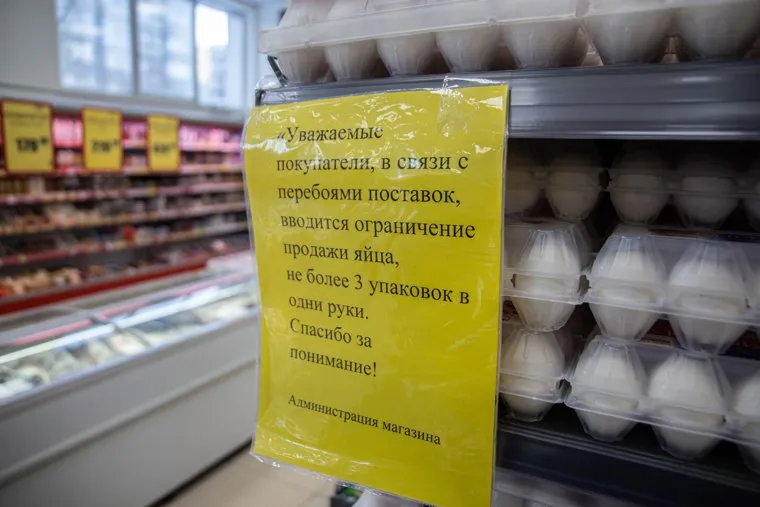 «Уважаемые
покупатели, в связи с
перебоями поставок,
вводится ограничение
продажи яйца,
не более 3 упаковок в
одни руки.
Спасибо за
понимание!
Администрация магазина